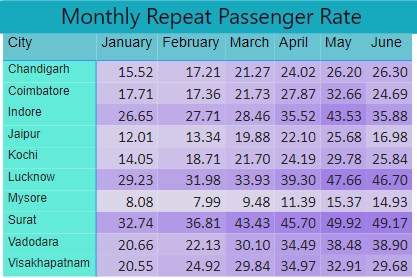 Monthly Repeat Passenger Rate
City January February March April May June
Chandigarh 15.52 17.21 21.27 24.02 26.20 26.30
Coimbatore 17.71 17.36 21.73 27.87 32.66 24.69
Indore 26.65 27.71 28.46 35.52 43.53 35.88
Jaipur 12.01 13.34 19.88 22.10 25.68 16.98
Kochi 14.05 18.71 21.70 24.19 29.78 25.84
Lucknow 29.23 31.98 33.93 39.30 47.66 46.70
Mysore 8.08 7.99 9.48 11.39 15.37 14.93
Surat 32.74 36.81 43.43 45.70 49.92 49.17
Vadodara 20.66 22.13 30.10 34.49 38.48 38.90
Visakhapatnam 20.55 24.92 29.84 34.97 32.91 29.68